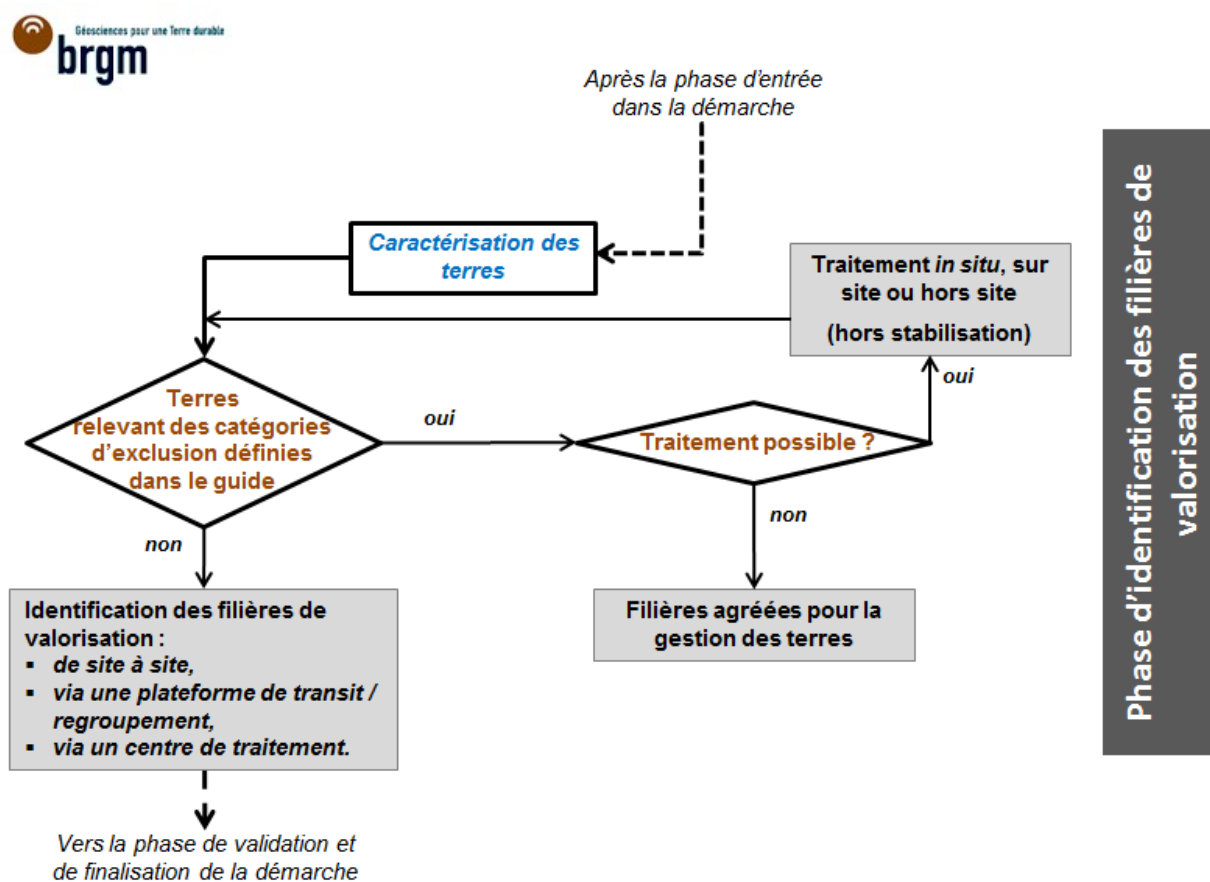 Géosciences pour une Terre durable
brgm
Après la phase d'entrée
dans la démarche
Caractérisation des
terres
Traitement in situ, sur
site ou hors site
(hors stabilisation)
oui
Terres
relevant des catégories
d'exclusion définies
dans le guide
oui
Traitement possible ?
non
non
Identification des filières de
valorisation :
▪ de site à site,
▪ via une plateforme de transit /
regroupement,
▪ via un centre de traitement.
Filières agréées pour la
gestion des terres
Vers la phase de validation et
de finalisation de la démarche
Phase d'identification des filières de
valorisation